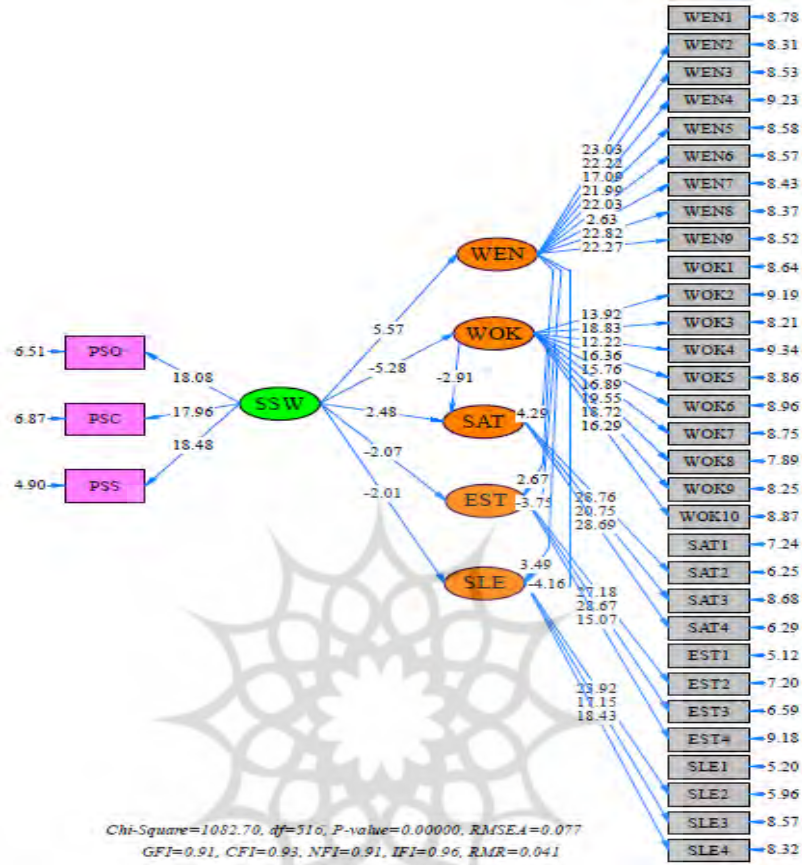 WEN1 8.78
WEN2 8.31
WEN3 8.53
WEN4 9.23
WEN5 8.58
WEN6 8.57
WEN7 8.43
WEN8 8.37
WEN9 8.52
WOK1 8.64
WOK2 9.19
WOK3 8.21
WOK4 9.34
WOK5 8.86
WOK6 8.96
WOK7 8.75
WOK8 7.89
WOK9 8.25
WOK10 8.87
SAT1 7.24
SAT2 6.25
SAT3 8.68
SAT4 6.29
EST1 5.12
EST2 7.20
EST3 6.59
EST4 9.18
SLE1 5.20
SLE2 5.96
SLE3 8.57
SLE4 8.32
23.03
22.22
17.09
21.99
22.03
2.63
22.82
22.27
WEN
13.92
18.83
12.22
16.36
15.76
16.89
19.55
18.72
16.29
WOK
5.57
-5.28
-2.91
2.48
-2.07
-2.01
SAT
4.29
EST
2.67
-3.75
28.76
20.75
28.69
SLE
3.49
-4.16
28.67
15.07
23.92
17.15
18.43
6.51 PSQ
6.87 PSC
4.90 PSS
18.08
17.96
18.48
SSW
Chi-Square=1082.70, df=516, P-value=0.00000, RMSEA=0.077
GFI=0.91, CFI=0.93, NFI=0.91, IFI=0.96, RMR=0.041